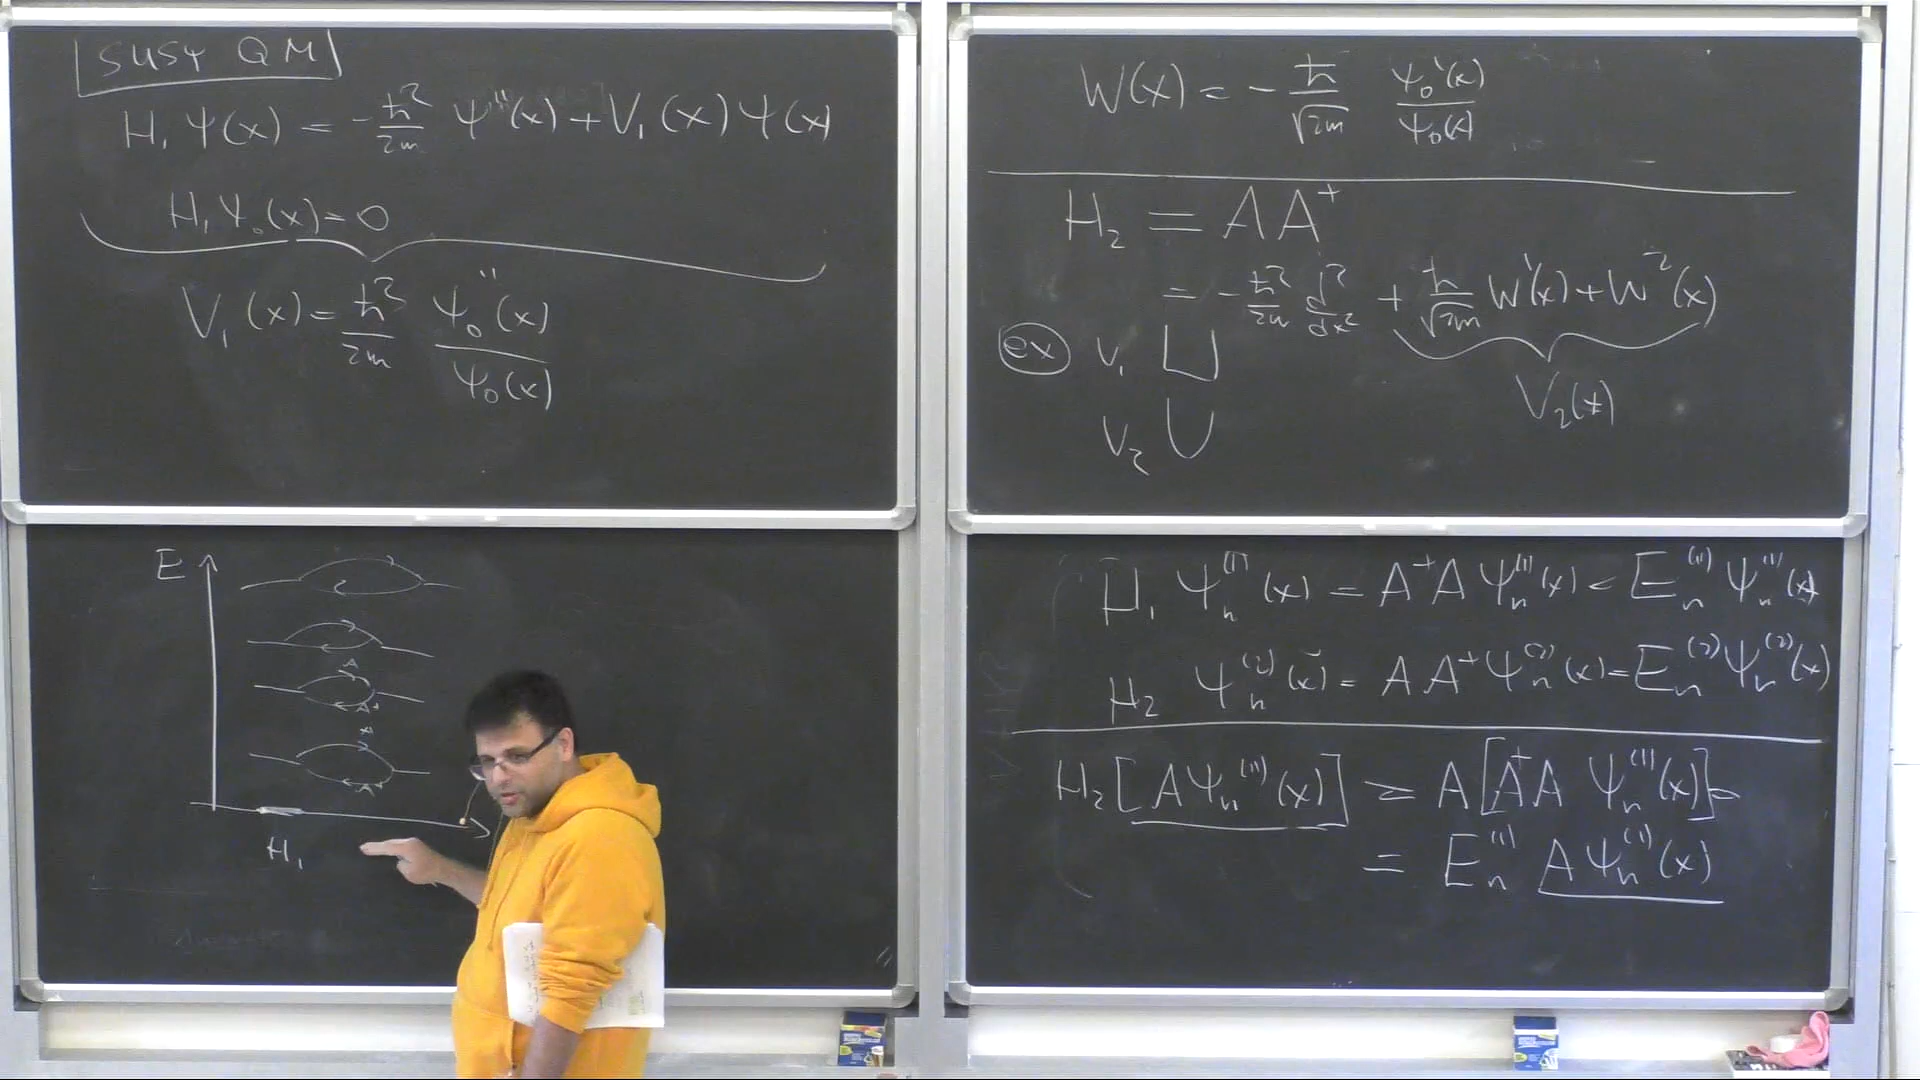 SUSY QM
H₁ Ψ(x) = -ħ²/2m Ψ''(x) + V₁(x) Ψ(x)
H₁Ψ₀(x) = 0
V₁(x) = ħ²/2m Ψ₀''(x)/Ψ₀(x)
E
A
A⁺
A
A⁺
H₁
W(x) = -ħ/√2m Ψ₀'(x)/Ψ₀(x)
H₂ = AA⁺
= -ħ²/2m d²/dx² + ħ/√2m W'(x) + W²(x)
ex V₁
V₂(x)
V₂
H₁ Ψₙ⁽¹⁾(x) = A⁺A Ψₙ⁽¹⁾(x) = Eₙ⁽¹⁾ Ψₙ⁽¹⁾(x)
H₂ Ψₙ⁽²⁾(x) = A A⁺ Ψₙ⁽²⁾(x) = Eₙ⁽²⁾ Ψₙ⁽²⁾(x)
H₂[AΨₙ⁽¹⁾(x)] = A[A⁺A Ψₙ⁽¹⁾(x)] =
= Eₙ⁽¹⁾ A Ψₙ⁽¹⁾(x)